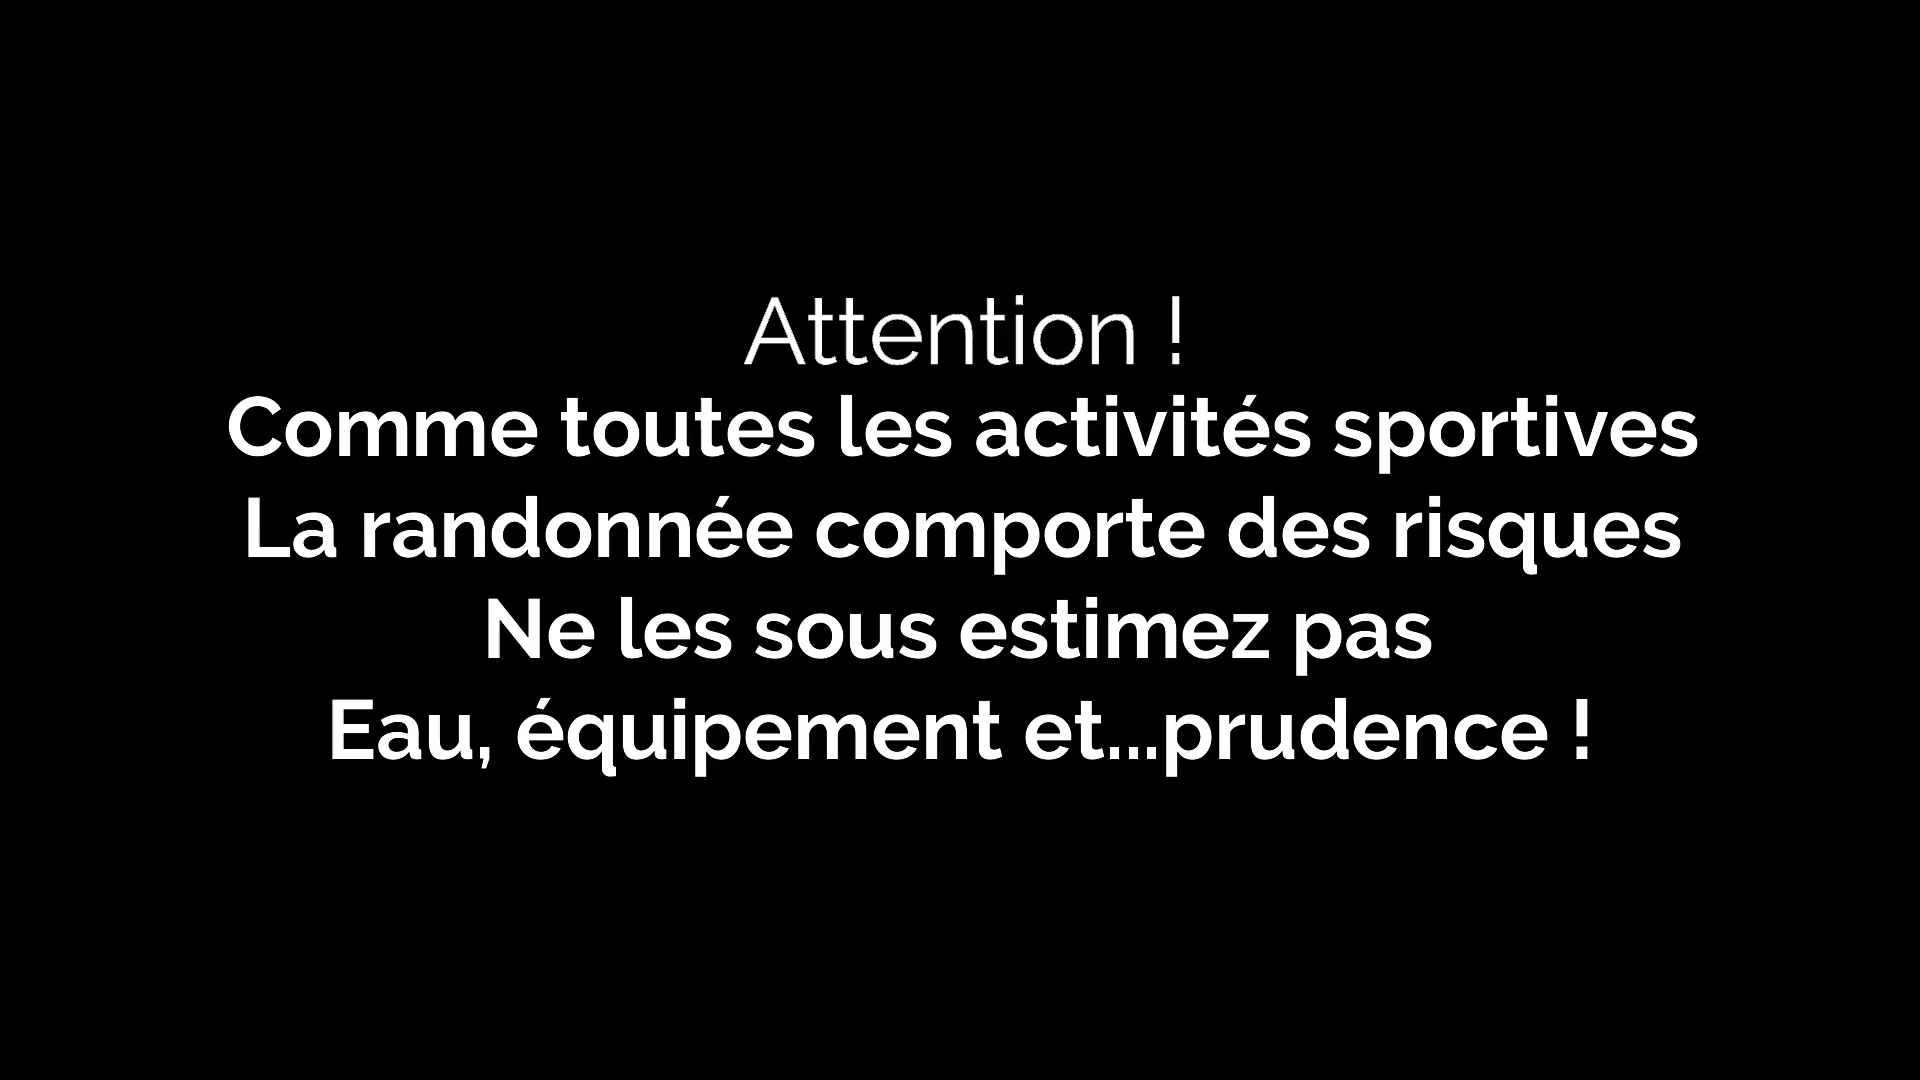 Attention !
Comme toutes les activités sportives
La randonnée comporte des risques
Ne les sous estimez pas
Eau, équipement et...prudence !